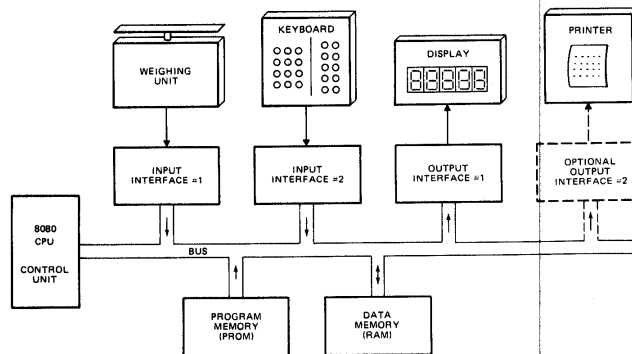 KEYBOARD
PRINTER
DISPLAY
WEIGHING
UNIT
88888
INPUT
INTERFACE #1
INPUT
INTERFACE #2
OUTPUT
INTERFACE #1
OPTIONAL
OUTPUT
INTERFACE #2
8080
CPU
CONTROL
UNIT
BUS
PROGRAM
MEMORY
(PROM)
DATA
MEMORY
(RAM)